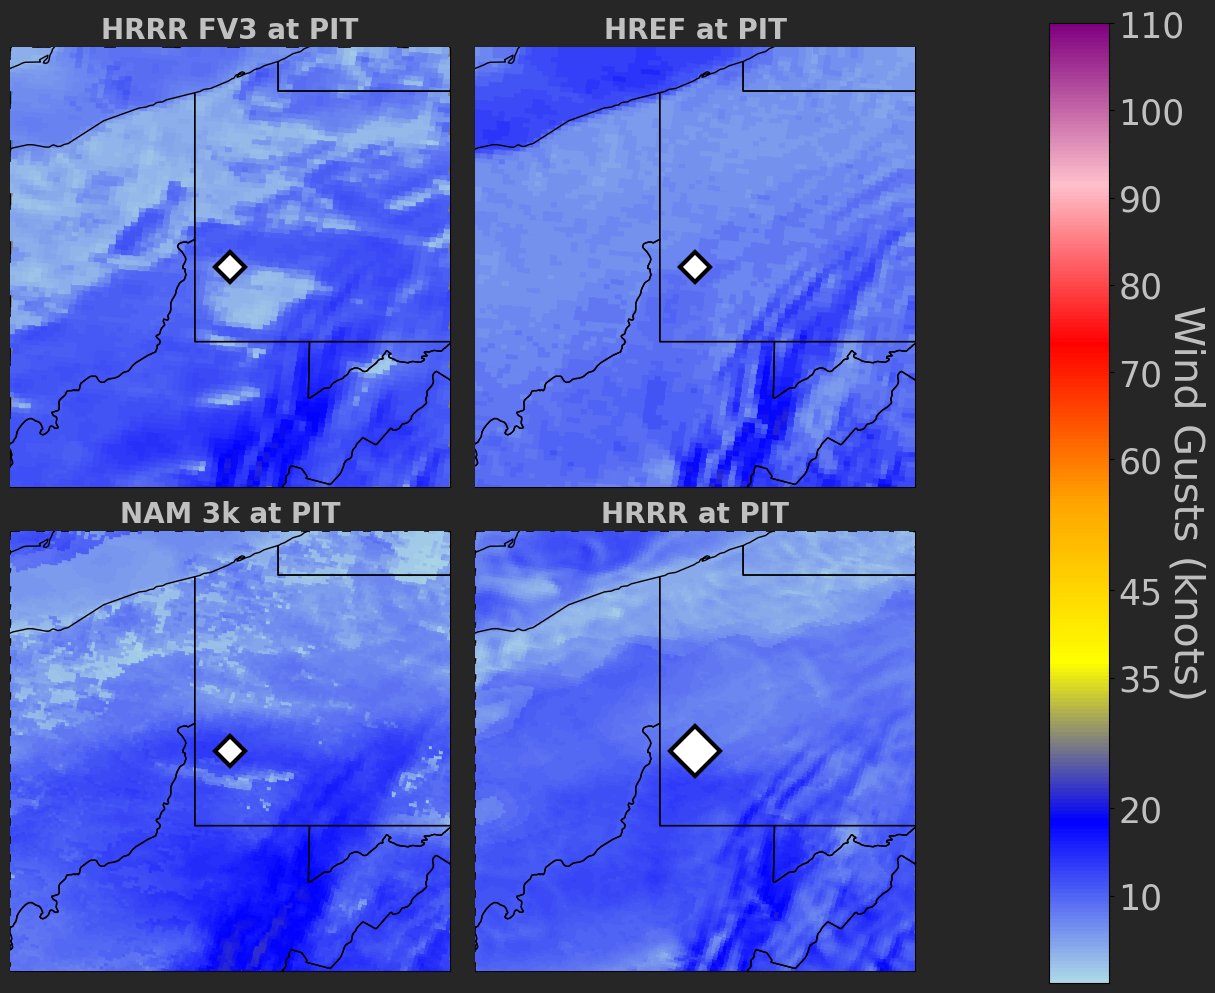 HRRR FV3 at PIT
HREF at PIT
NAM 3k at PIT
HRRR at PIT
110
100
90
80
70
60
45
35
20
10
Wind Gusts (knots)